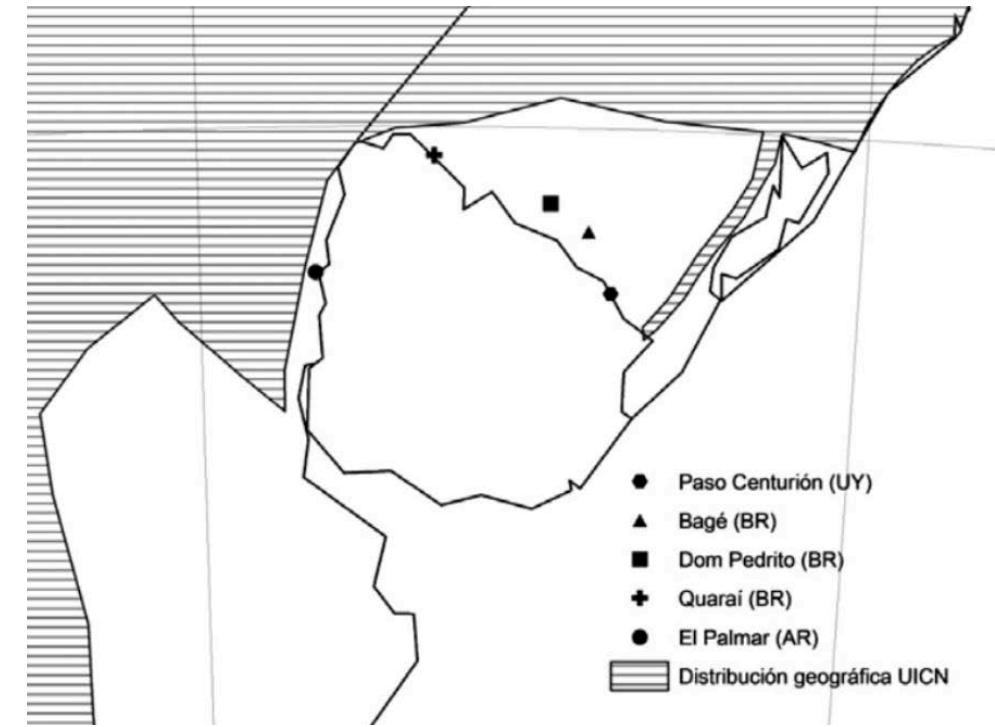 Paso Centurión (UY)
Bagé (BR)
Dom Pedrito (BR)
Quaraí (BR)
El Palmar (AR)
Distribución geográfica UICN